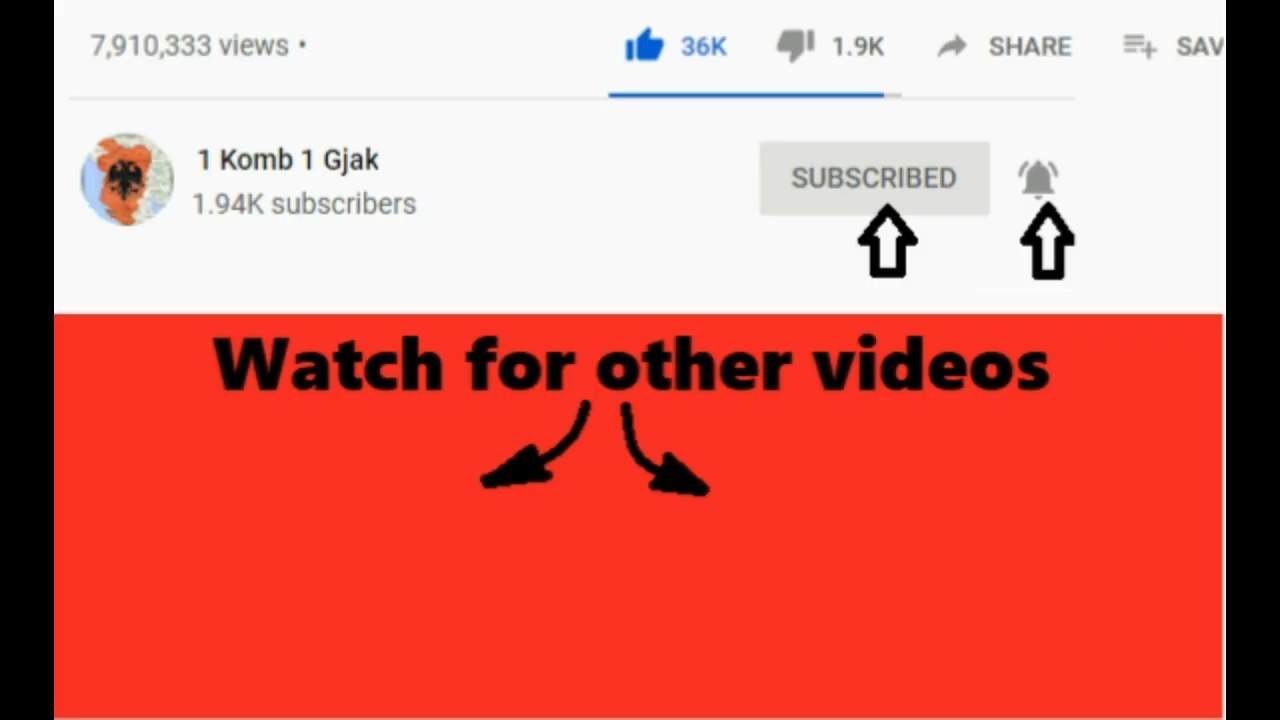 7,910,333 views •
36K
1.9K
SHARE
SAV
1 Komb 1 Gjak
1.94K subscribers
SUBSCRIBED
Watch for other videos